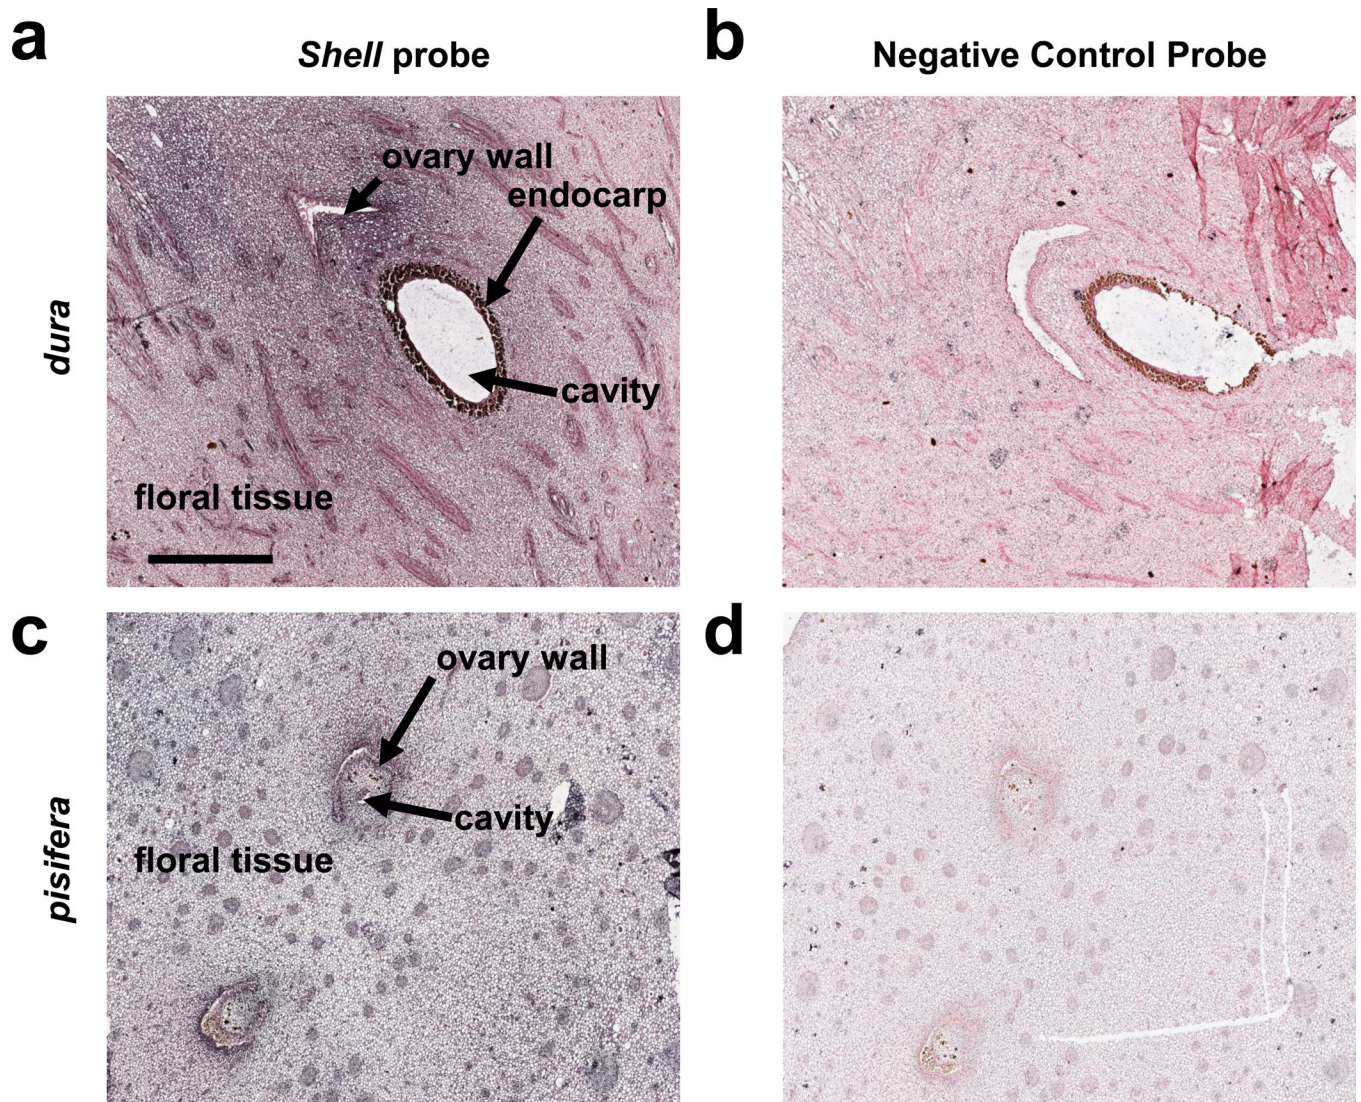 a
Shell probe
b
Negative Control Probe
dura
ovary wall
endocarp
cavity
floral tissue
c
d
pisifera
ovary wall
cavity
floral tissue